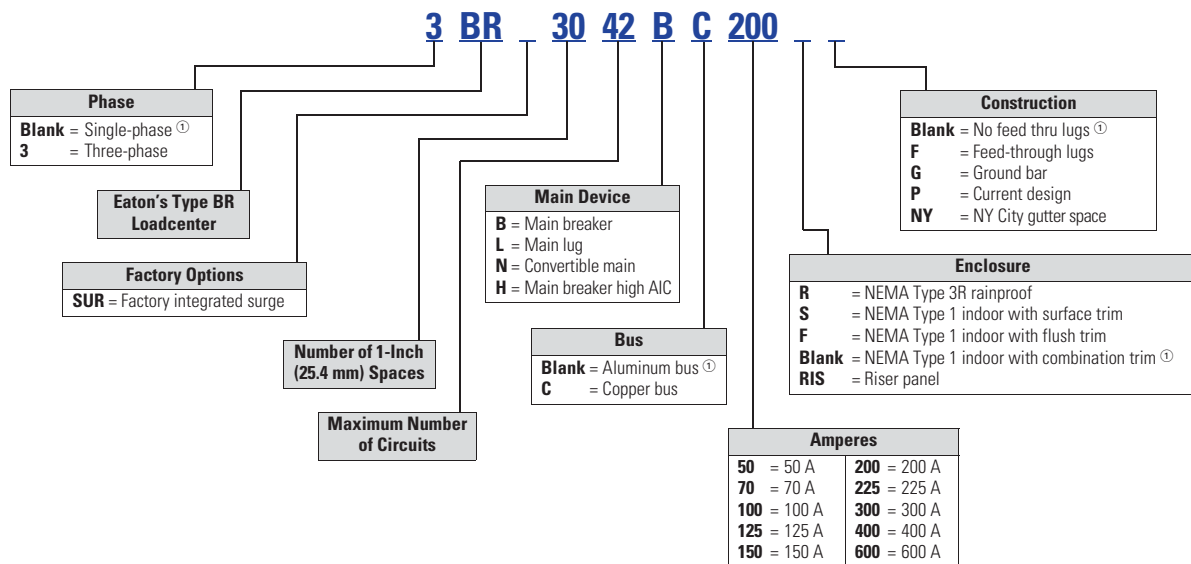 3 BR _ 30 42 B C 200 _ _
Phase
Blank = Single-phase ①
3 = Three-phase
Eaton's Type BR
Loadcenter
Factory Options
SUR = Factory integrated surge
Number of 1-Inch
(25.4 mm) Spaces
Maximum Number
of Circuits
Main Device
B = Main breaker
L = Main lug
N = Convertible main
H = Main breaker high AIC
Bus
Blank = Aluminum bus ①
C = Copper bus
Amperes
50 = 50 A 200 = 200 A
70 = 70 A 225 = 225 A
100 = 100 A 300 = 300 A
125 = 125 A 400 = 400 A
150 = 150 A 600 = 600 A
Enclosure
R = NEMA Type 3R rainproof
S = NEMA Type 1 indoor with surface trim
F = NEMA Type 1 indoor with flush trim
Blank = NEMA Type 1 indoor with combination trim ①
RIS = Riser panel
Construction
Blank = No feed thru lugs ①
F = Feed-through lugs
G = Ground bar
P = Current design
NY = NY City gutter space